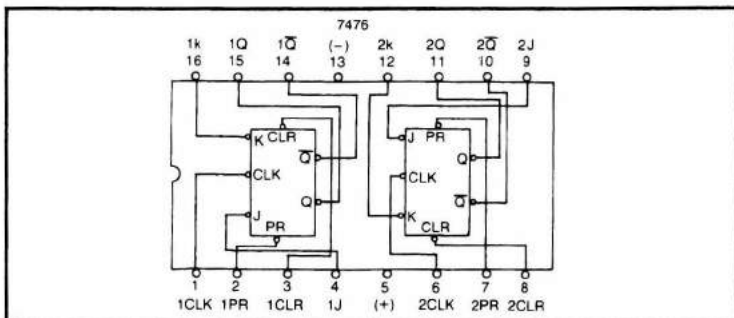 7476
1k 1Q 1Q̅ (−) 2k 2Q 2Q̅ 2J
16 15 14 13 12 11 10 9
CLR PR
K Q̅ J Q
CLK CLK
J Q K Q̅
PR CLR
1 2 3 4 5 6 7 8
1CLK 1PR 1CLR 1J (+) 2CLK 2PR 2CLR